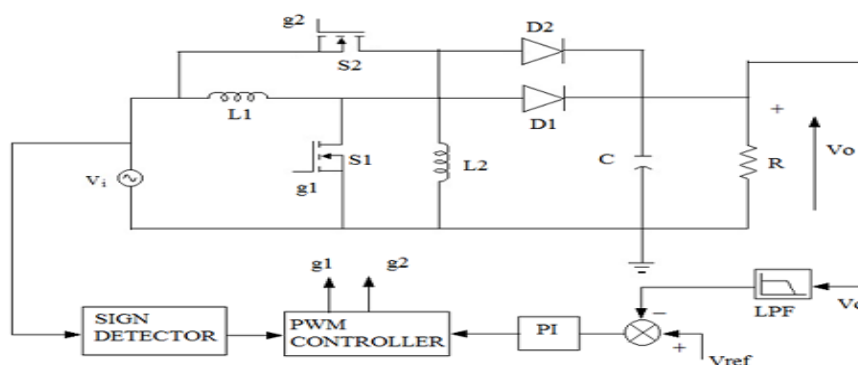 g2
D2
S2
L1
D1
+
S1
L2
C
R
Vo
Vi
g1
g1
g2
SIGN
DETECTOR
PWM
CONTROLLER
PI
−
+
Vref
LPF